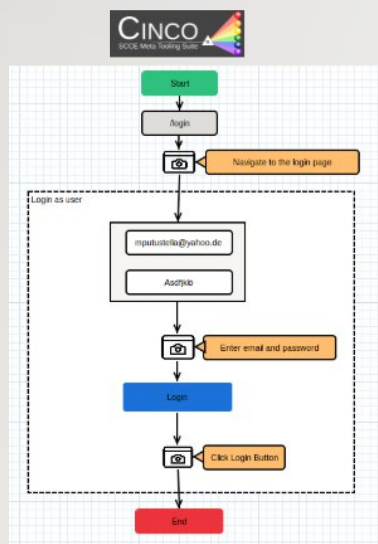 CINCO
SCCE Meta Tooling Suite
Start
/login
Navigate to the login page
Login as user
mputustella@yahoo.de
Enter email and password
Login
Click Login Button
End